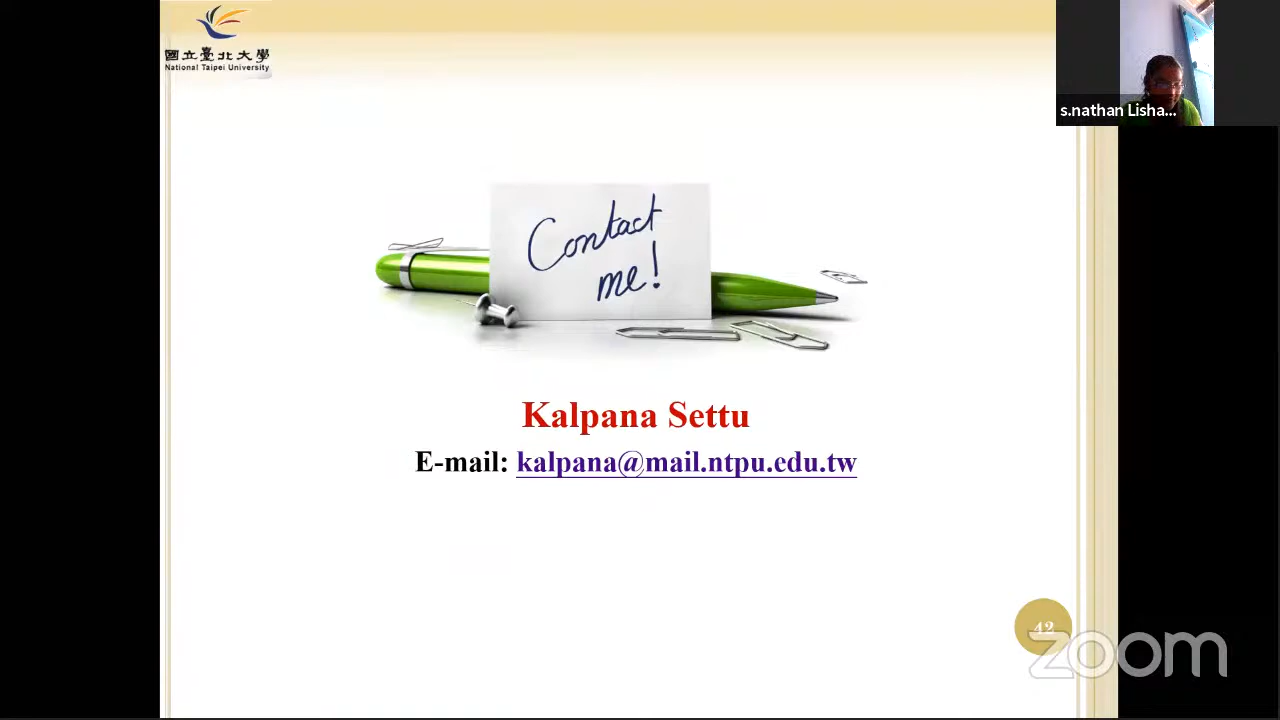 國立臺北大學
National Taipei University
s.nathan Lisha...
Contact
me!
Kalpana Settu
E-mail: kalpana@mail.ntpu.edu.tw
42
zoom